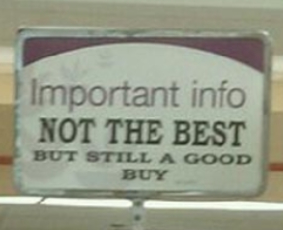 Important info
NOT THE BEST
BUT STILL A GOOD
BUY